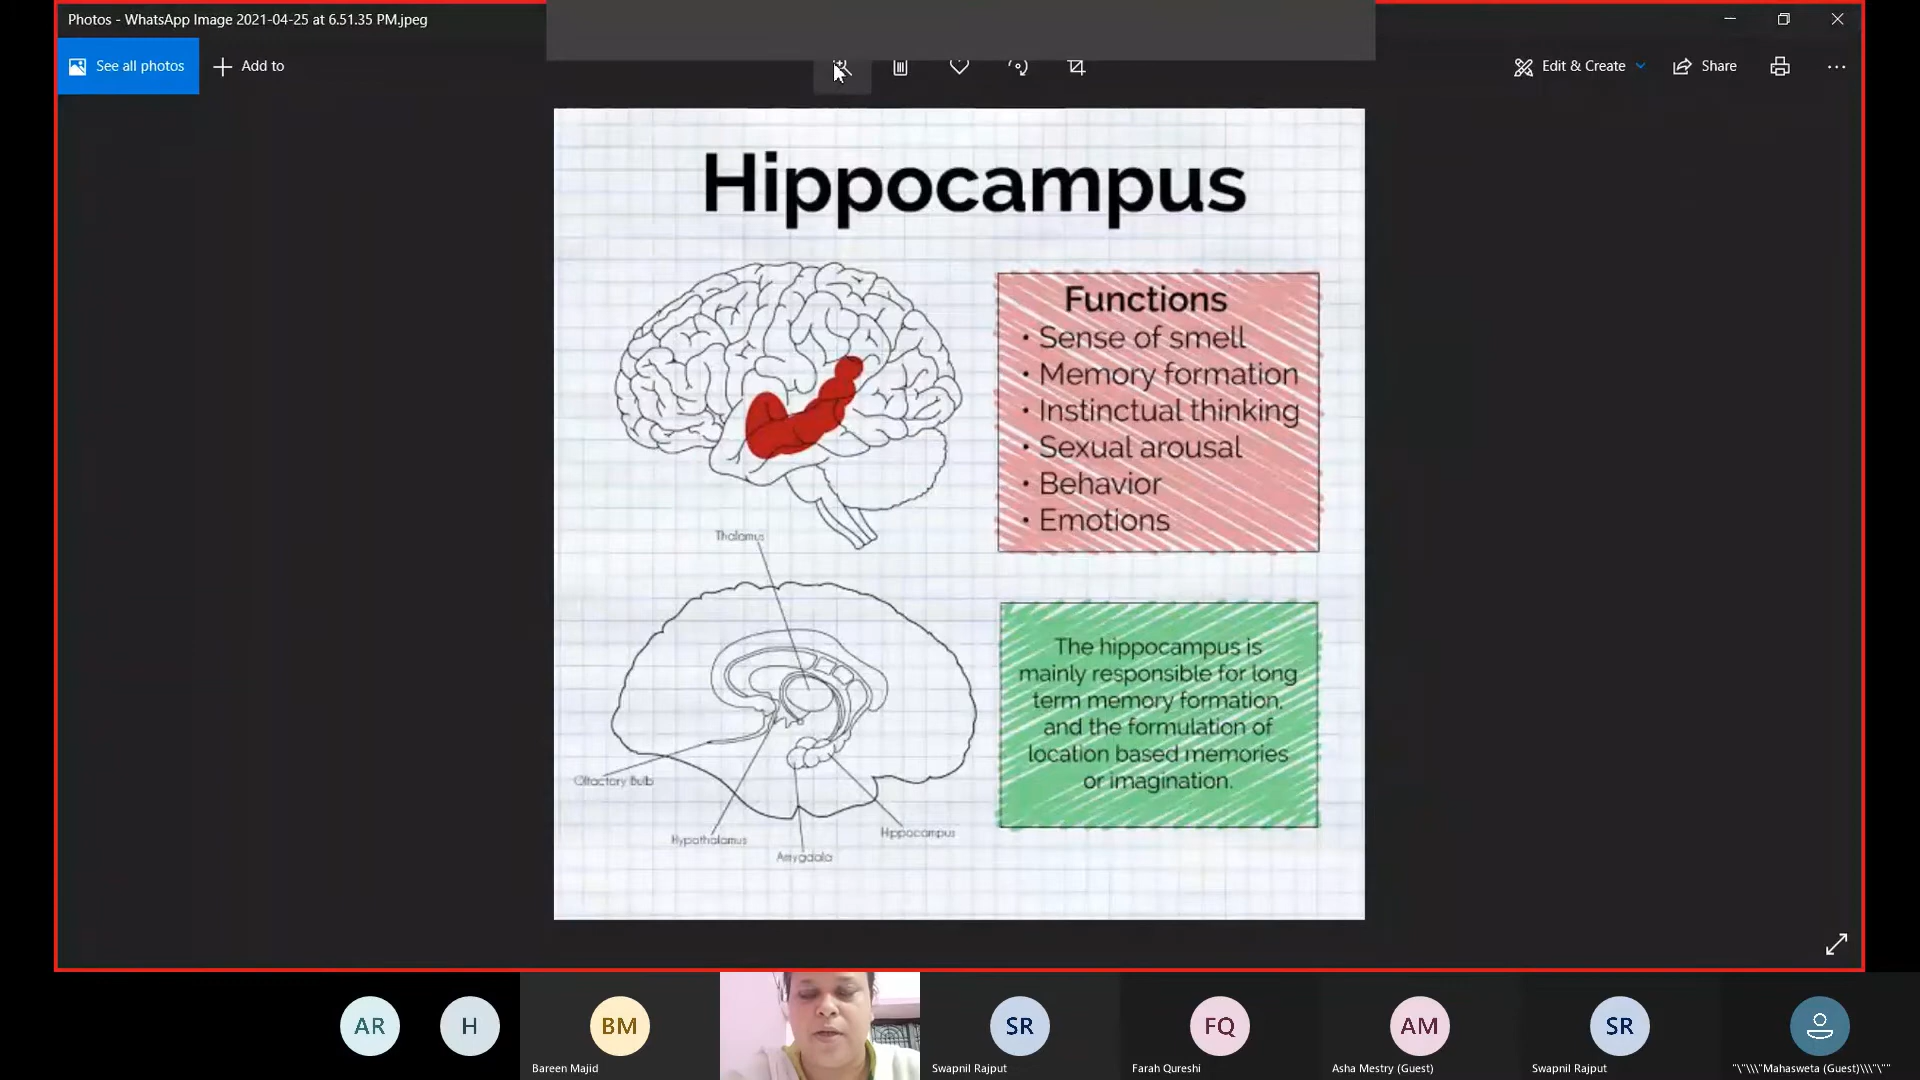 Photos - WhatsApp Image 2021-04-25 at 6.51.35 PM.jpeg
See all photos
Add to
Edit & Create
Share
Hippocampus
Functions
• Sense of smell
• Memory formation
• Instinctual thinking
• Sexual arousal
• Behavior
• Emotions
Thalamus
Olfactory Bulb
Hypothalamus
Amygdala
Hippocampus
The hippocampus is
mainly responsible for long
term memory formation,
and the formulation of
location based memories
or imagination.
AR
H
BM
SR
FQ
AM
SR
Bareen Majid
Swapnil Rajput
Farah Qureshi
Asha Mestry (Guest)
Swapnil Rajput
"\"\\\"Mahasweta (Guest)\\\"\""